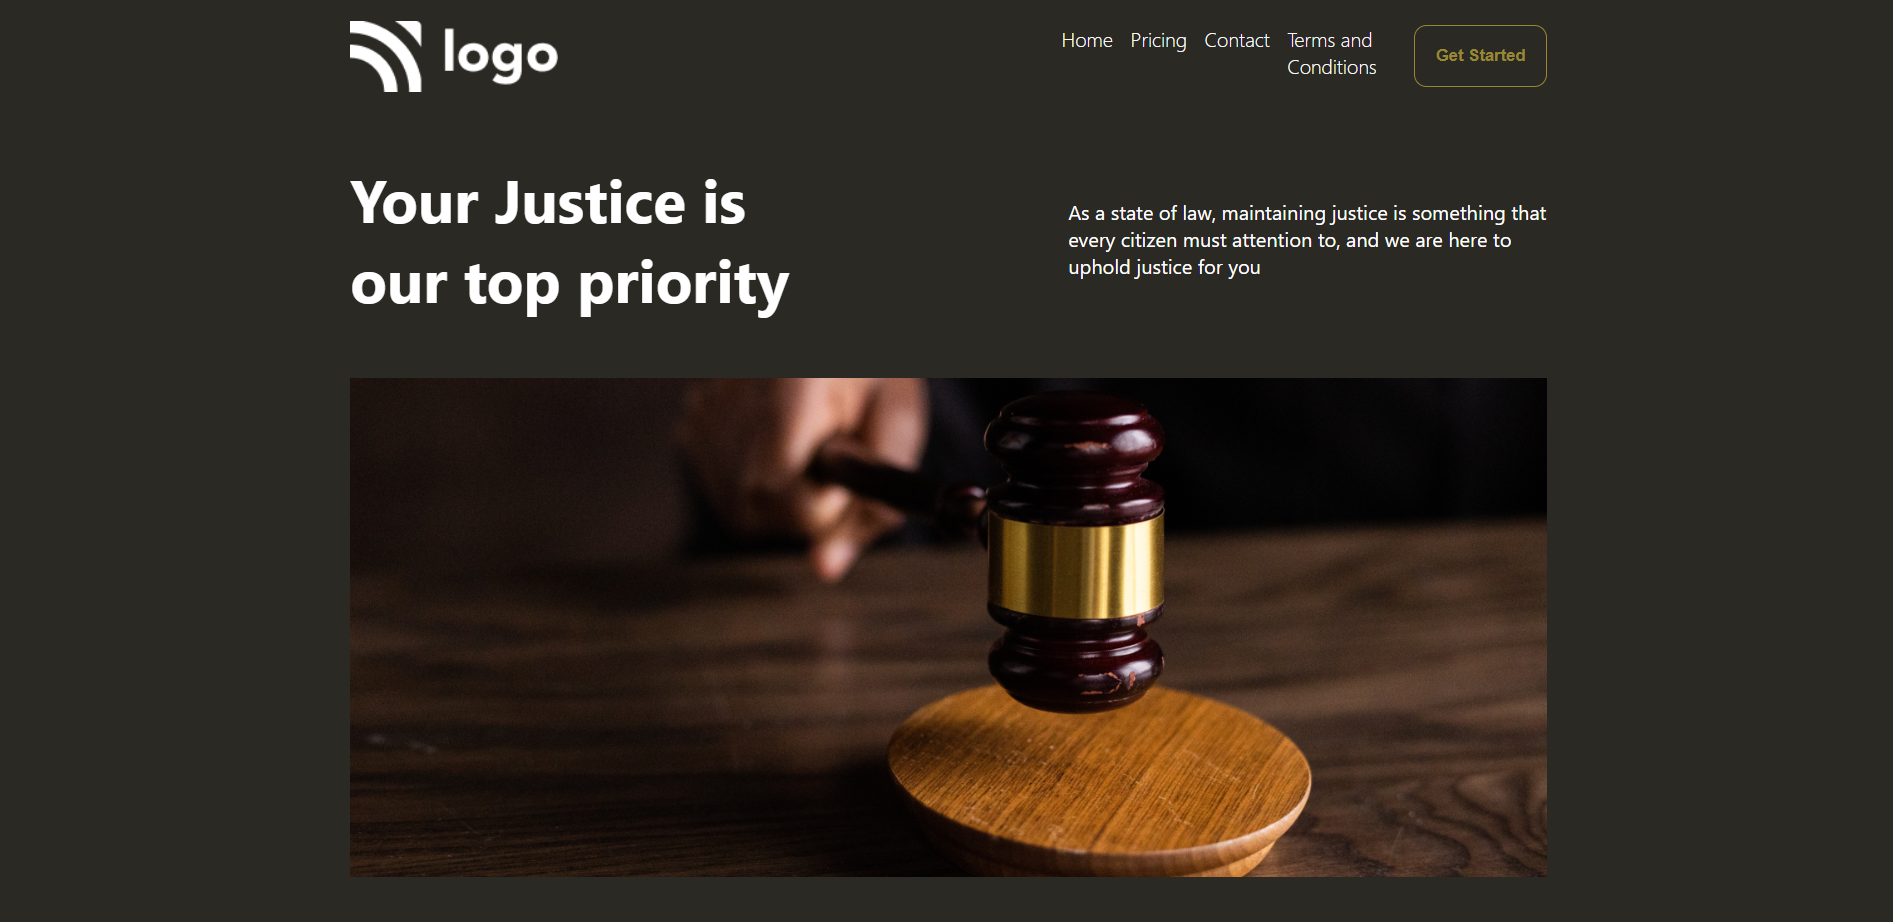 logo
Home Pricing Contact Terms and
Conditions
Get Started
Your Justice is
our top priority
As a state of law, maintaining justice is something that
every citizen must attention to, and we are here to
uphold justice for you